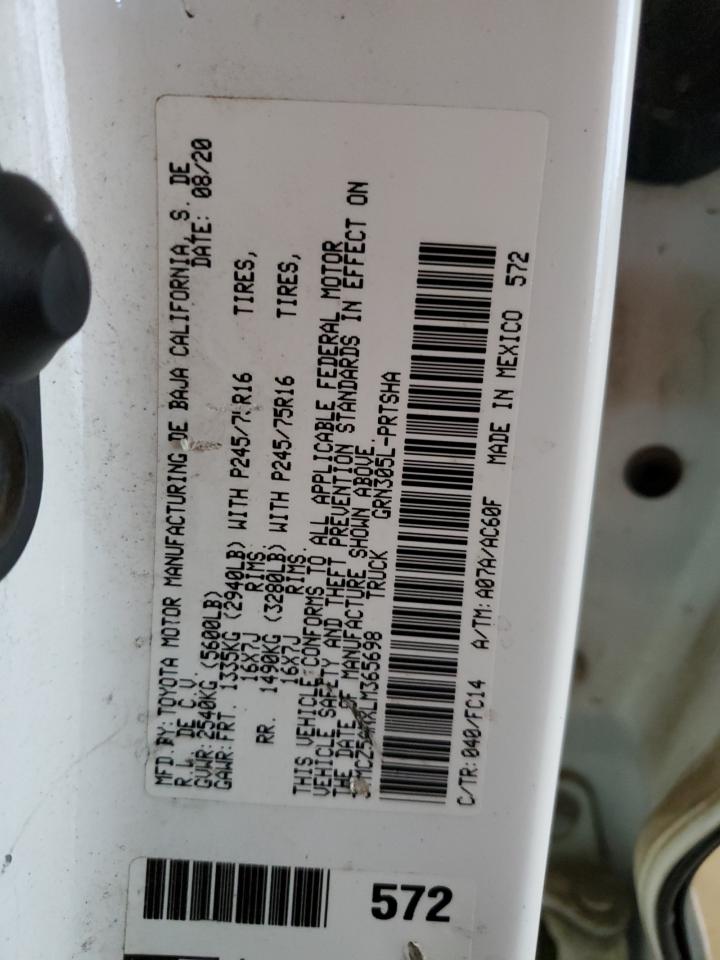 MFD BY: TOYOTA MOTOR MANUFACTURING DE BAJA CALIFORNIA, S. DE
R.L. DE C.V. DATE: 08/20
GVWR: 2540KG (5600LB)
GAWR: FRT. 1335KG (2940LB) WITH P245/75R16 TIRES,
16X7J RIMS.
RR. 1490KG (3280LB) WITH P245/75R16 TIRES,
16X7J RIMS.
THIS VEHICLE CONFORMS TO ALL APPLICABLE FEDERAL MOTOR
VEHICLE SAFETY AND THEFT PREVENTION STANDARDS IN EFFECT ON
THE DATE OF MANUFACTURE SHOWN ABOVE.
TRUCK GRN305L-PRTSHA
C/TR: 040/FC14 A/TM: A07A/AC60F MADE IN MEXICO 572
572